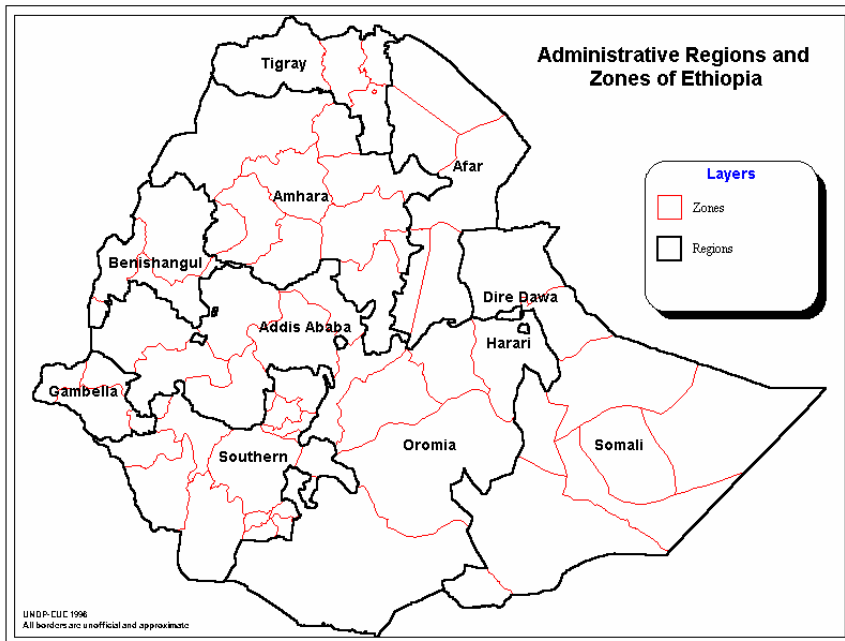 Administrative Regions and
Zones of Ethiopia
Tigray
Afar
Amhara
Layers
Zones
Regions
Benishangul
Dire Dawa
Addis Ababa
Harari
Gambella
Oromia
Somali
Southern
UNDP-EUE 1996
All borders are unofficial and approximate